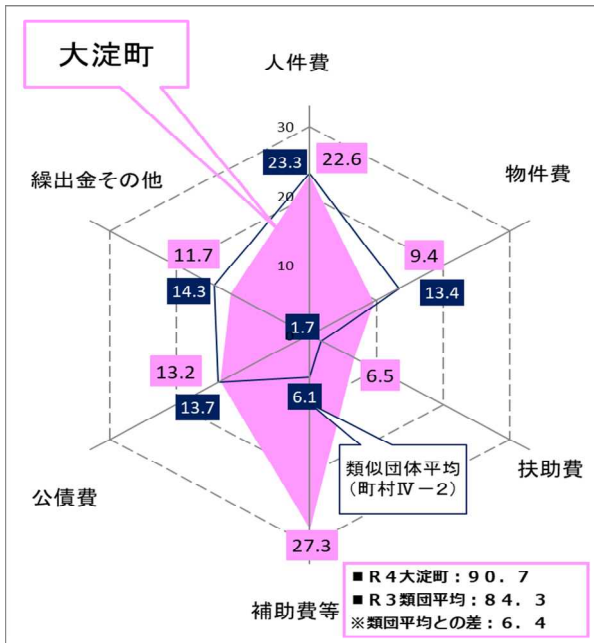 大淀町
人件費
30
23.3
22.6
物件費
繰出金その他
20
11.7
9.4
10
14.3
13.4
1.7
13.2
6.5
6.1
13.7
類似団体平均
(町村Ⅳ－2)
扶助費
公債費
27.3
補助費等
■R4大淀町：90．7
■R3類団平均：84．3
※類団平均との差：6．4